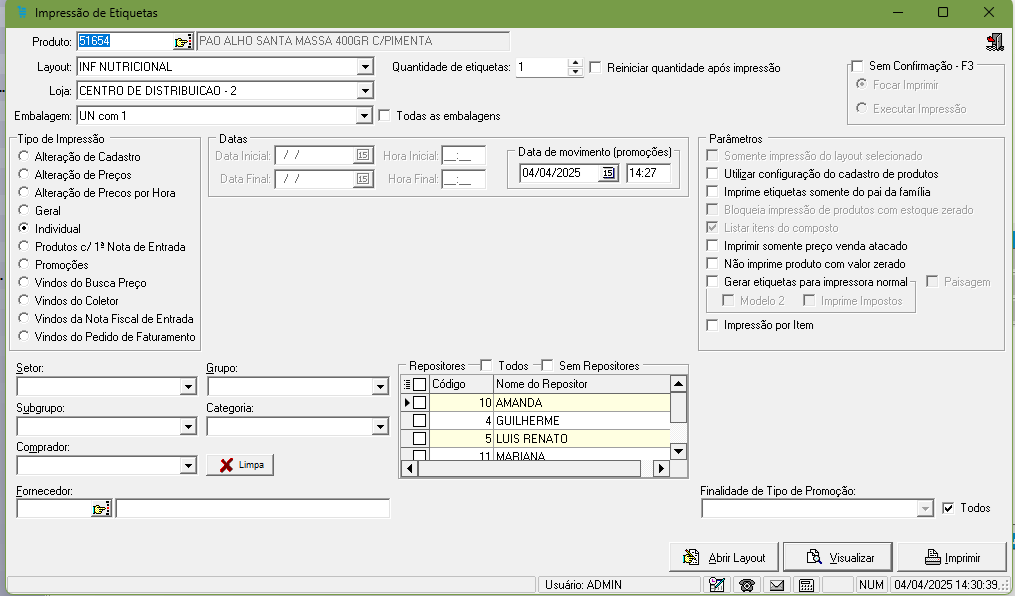 Impressão de Etiquetas
Produto: 51654 PAO ALHO SANTA MASSA 400GR C/PIMENTA
Layout: INF NUTRICIONAL Quantidade de etiquetas: 1 Reiniciar quantidade após impressão
Sem Confirmação - F3
Focar Imprimir
Executar Impressão
Loja: CENTRO DE DISTRIBUICAO - 2
Embalagem: UN com 1 Todas as embalagens
Tipo de Impressão
Alteração de Cadastro
Alteração de Preços
Alteração de Precos por Hora
Geral
Individual
Produtos c/ 1ª Nota de Entrada
Promoções
Vindos do Busca Preço
Vindos do Coletor
Vindos da Nota Fiscal de Entrada
Vindos do Pedido de Faturamento
Datas
Data Inicial: / / 15 Hora Inicial: __:__
Data Final: / / 15 Hora Final: __:__
Data de movimento (promoções)
04/04/2025 15 14:27
Parâmetros
Somente impressão do layout selecionado
Utilizar configuração do cadastro de produtos
Imprime etiquetas somente do pai da família
Bloqueia impressão de produtos com estoque zerado
Listar itens do composto
Imprimir somente preço venda atacado
Não imprime produto com valor zerado
Gerar etiquetas para impressora normal Paisagem
Modelo 2 Imprime Impostos
Impressão por Item
Setor: Grupo:
Subgrupo: Categoria:
Comprador:
Limpa
Fornecedor:
Repositores Todos Sem Repositores
Código Nome do Repositor
10 AMANDA
4 GUILHERME
5 LUIS RENATO
11 MARIANA
Finalidade de Tipo de Promoção:
Todos
Abrir Layout Visualizar Imprimir
Usuário: ADMIN NUM 04/04/2025 14:30:39